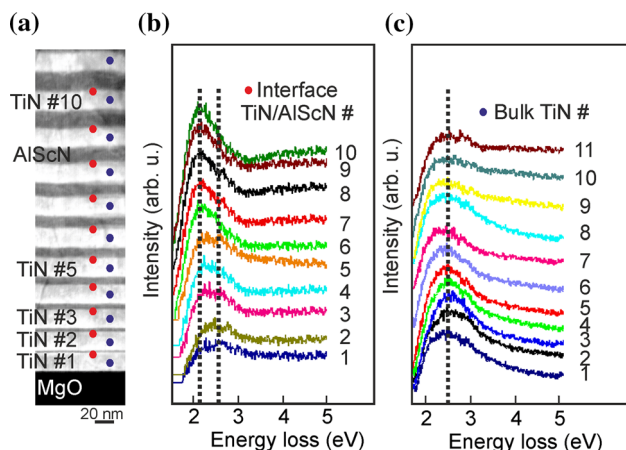 (a)
TiN #10
AlScN
TiN #5
TiN #3
TiN #2
TiN #1
MgO
20 nm
(b)
Intensity (arb. u.)
Interface
TiN/AlScN #
10
9
8
7
6
5
4
3
2
1
2 3 4 5
Energy loss (eV)
(c)
Intensity (arb. u.)
Bulk TiN #
11
10
9
8
7
6
5
4
3
2
1
2 3 4 5
Energy loss (eV)